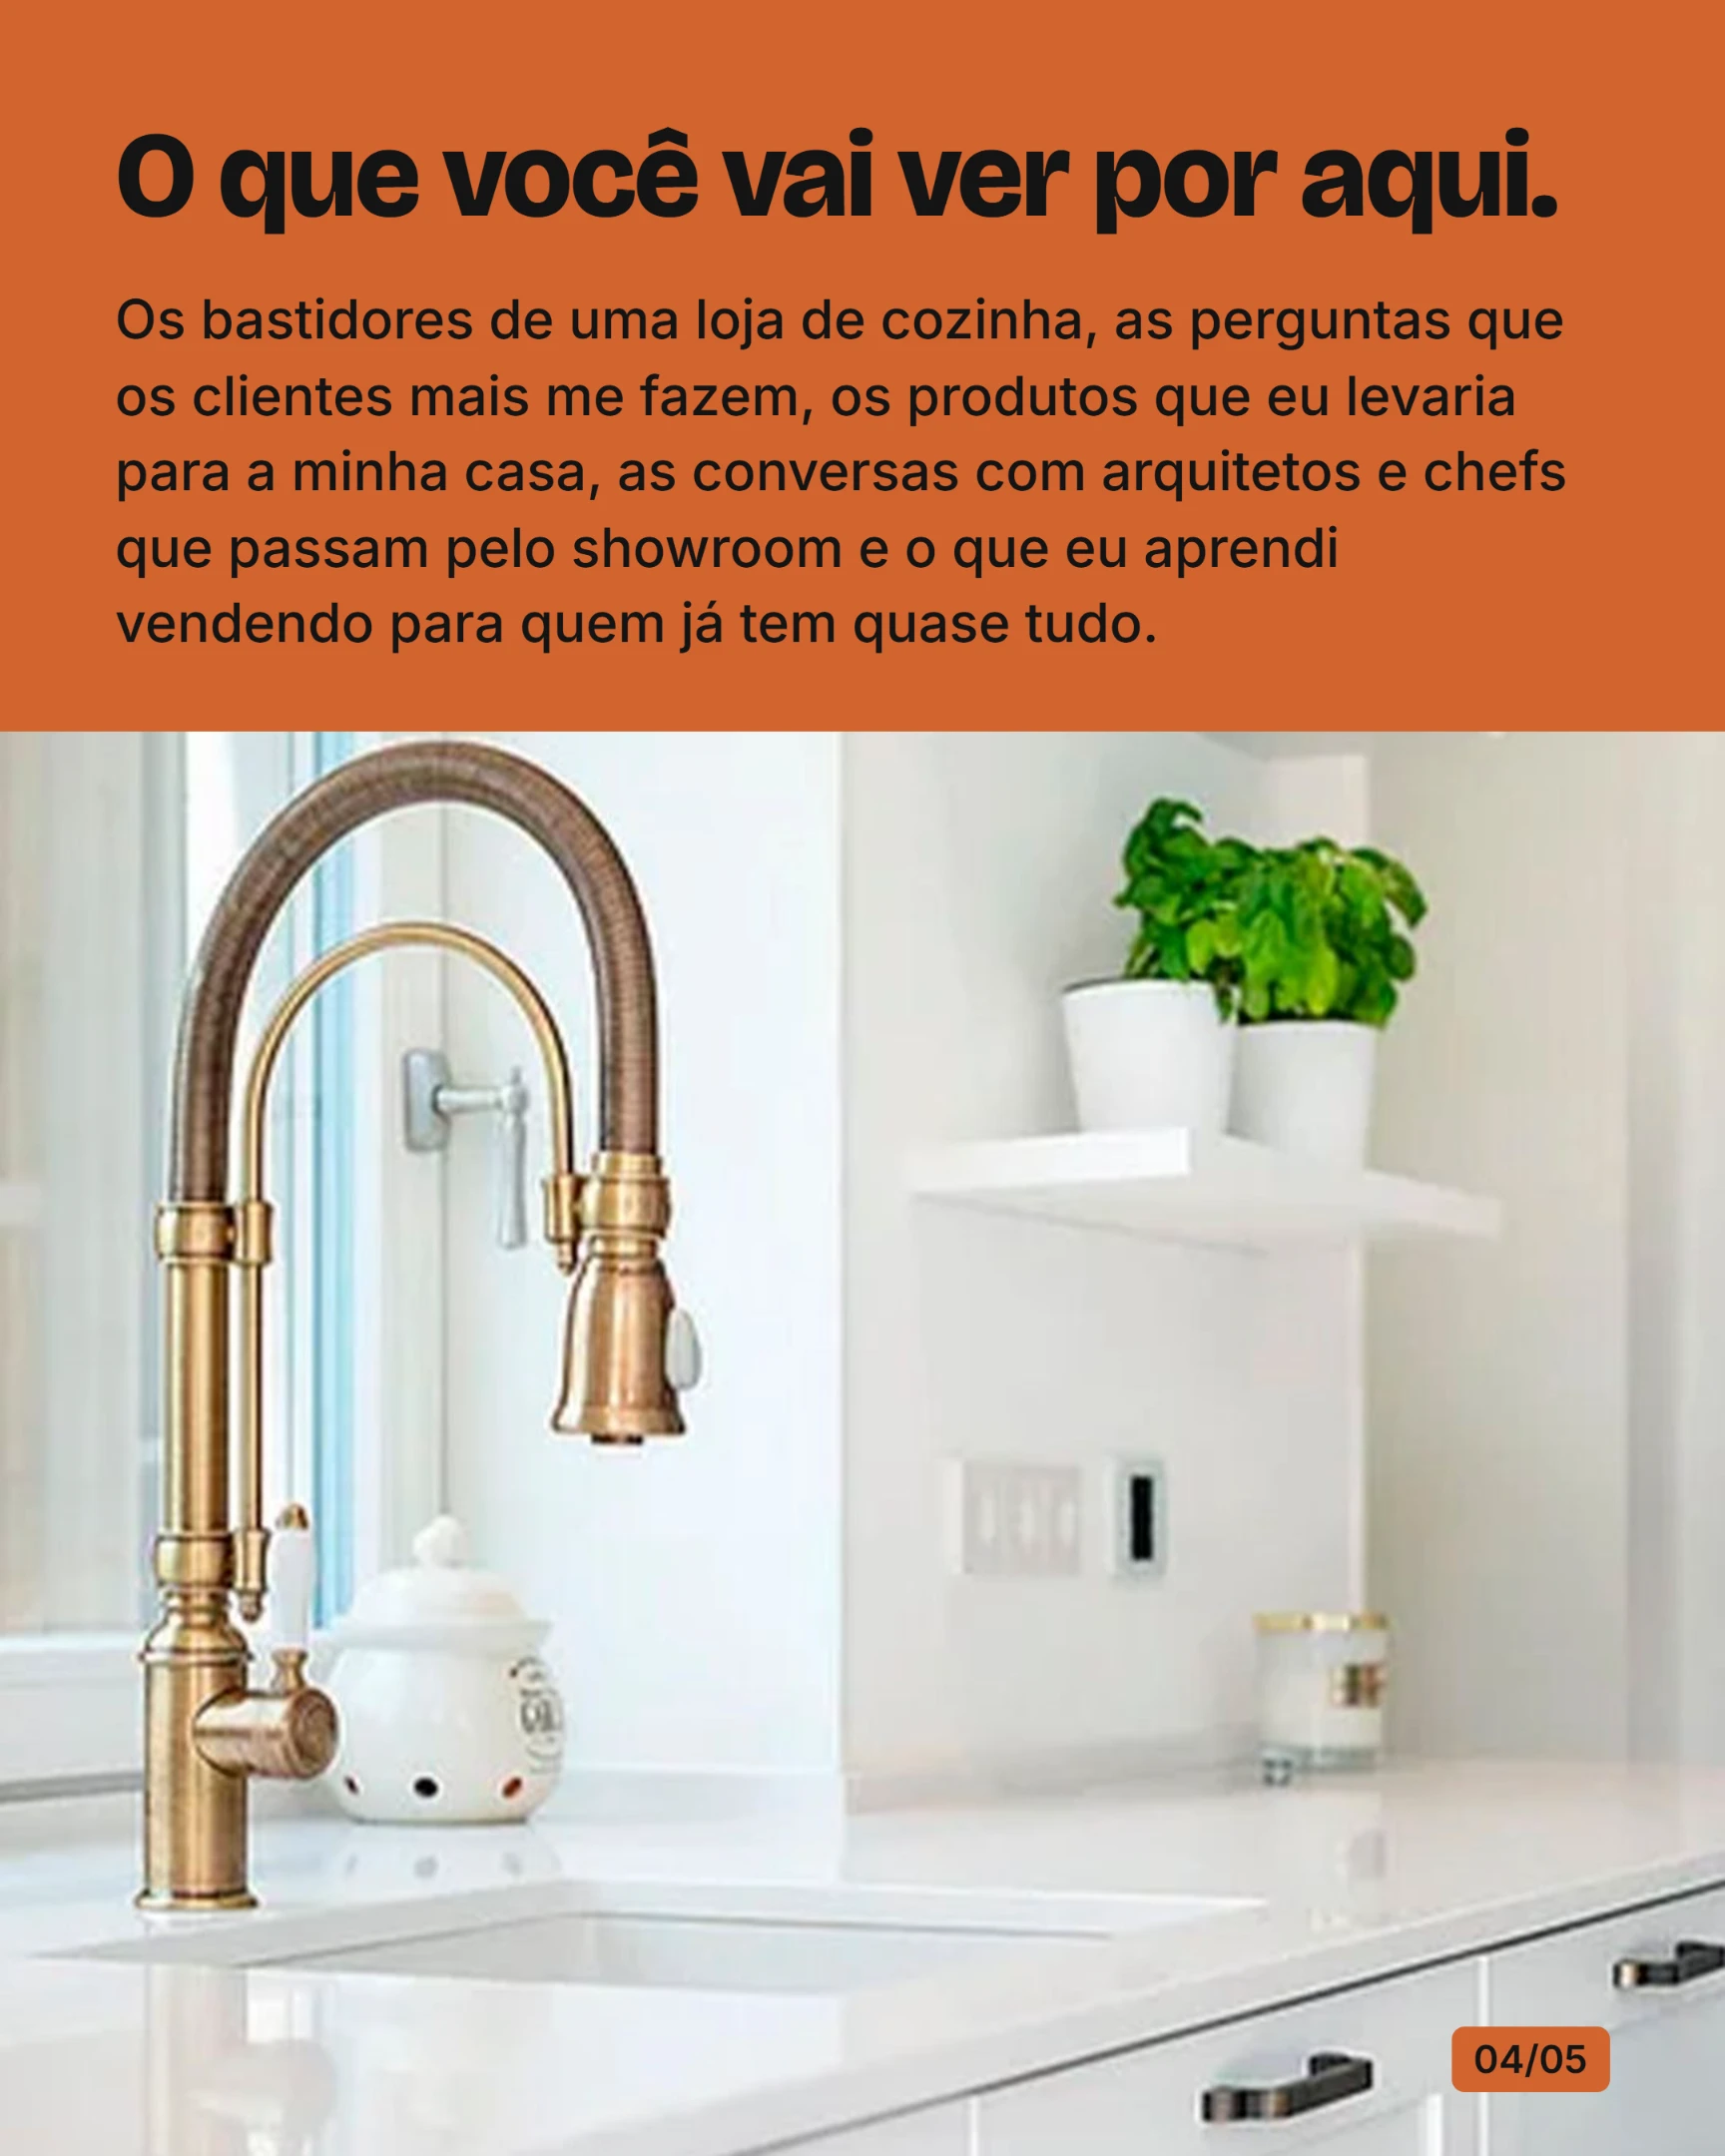 O que você vai ver por aqui.
Os bastidores de uma loja de cozinha, as perguntas que
os clientes mais me fazem, os produtos que eu levaria
para a minha casa, as conversas com arquitetos e chefs
que passam pelo showroom e o que eu aprendi
vendendo para quem já tem quase tudo.
04/05